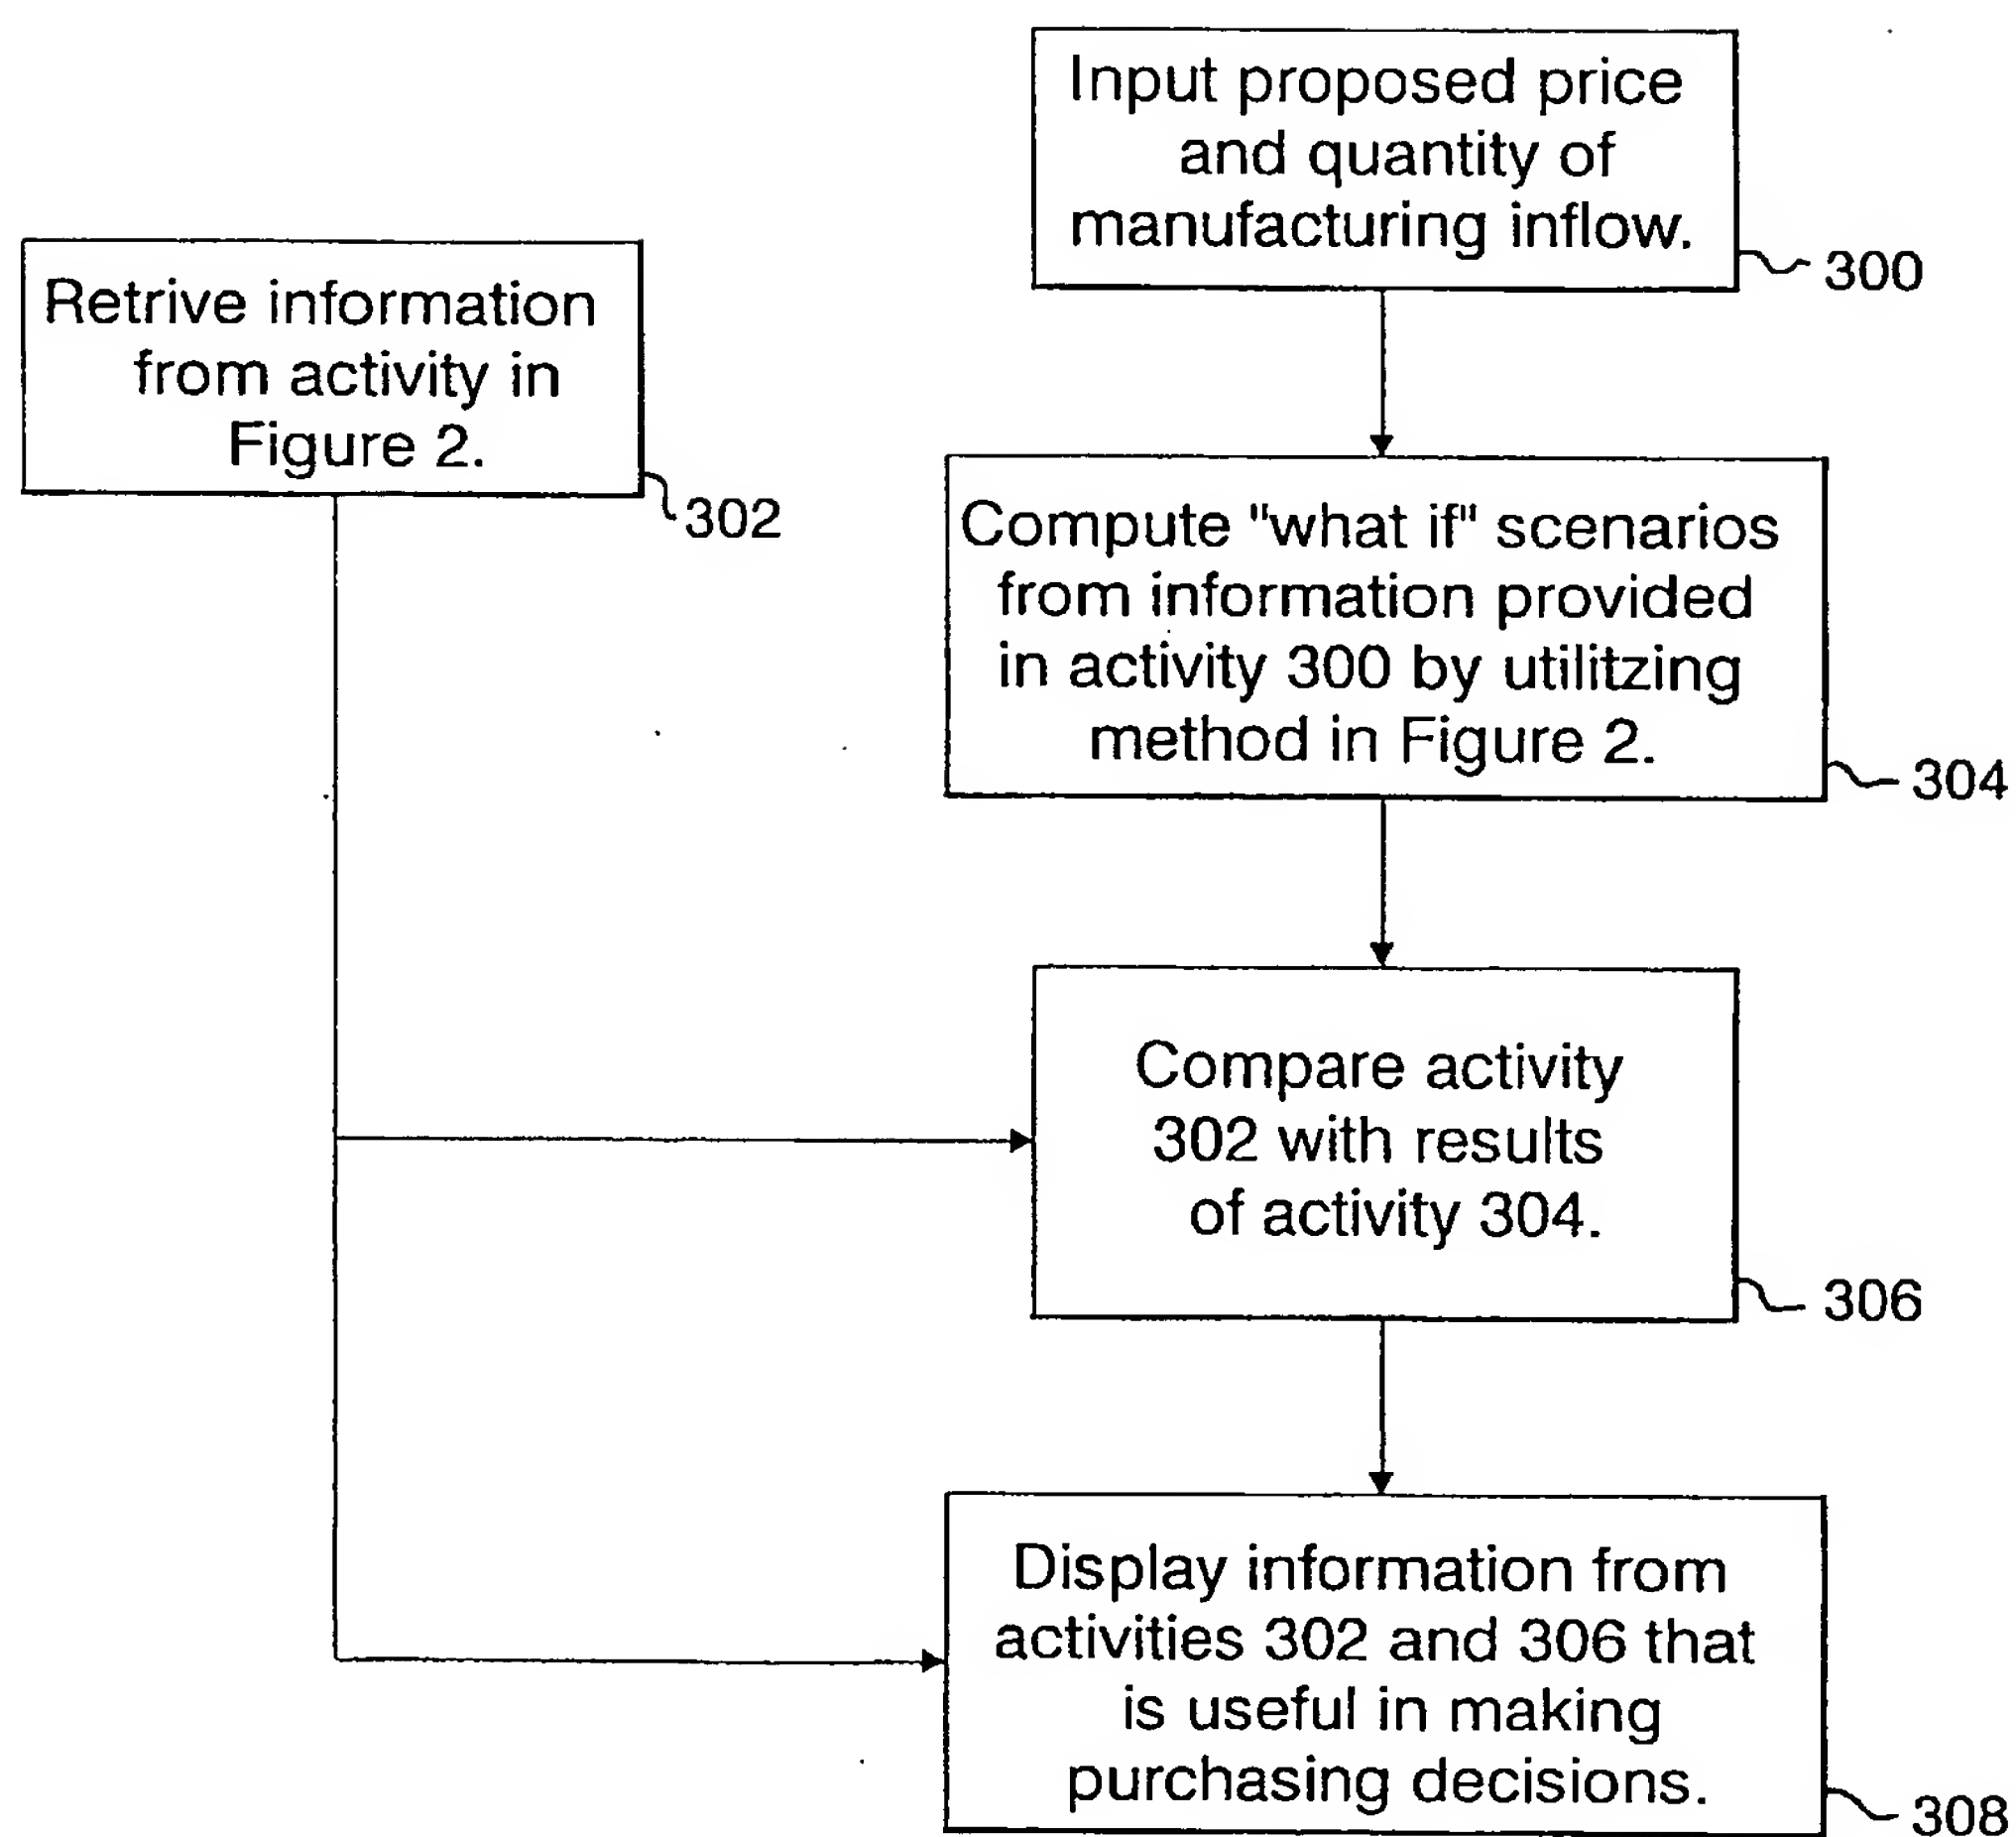 Input proposed price
and quantity of
manufacturing inflow.
300
Retrive information
from activity in
Figure 2.
302
Compute "what if" scenarios
from information provided
in activity 300 by utilitzing
method in Figure 2.
304
Compare activity
302 with results
of activity 304.
306
Display information from
activities 302 and 306 that
is useful in making
purchasing decisions.
308